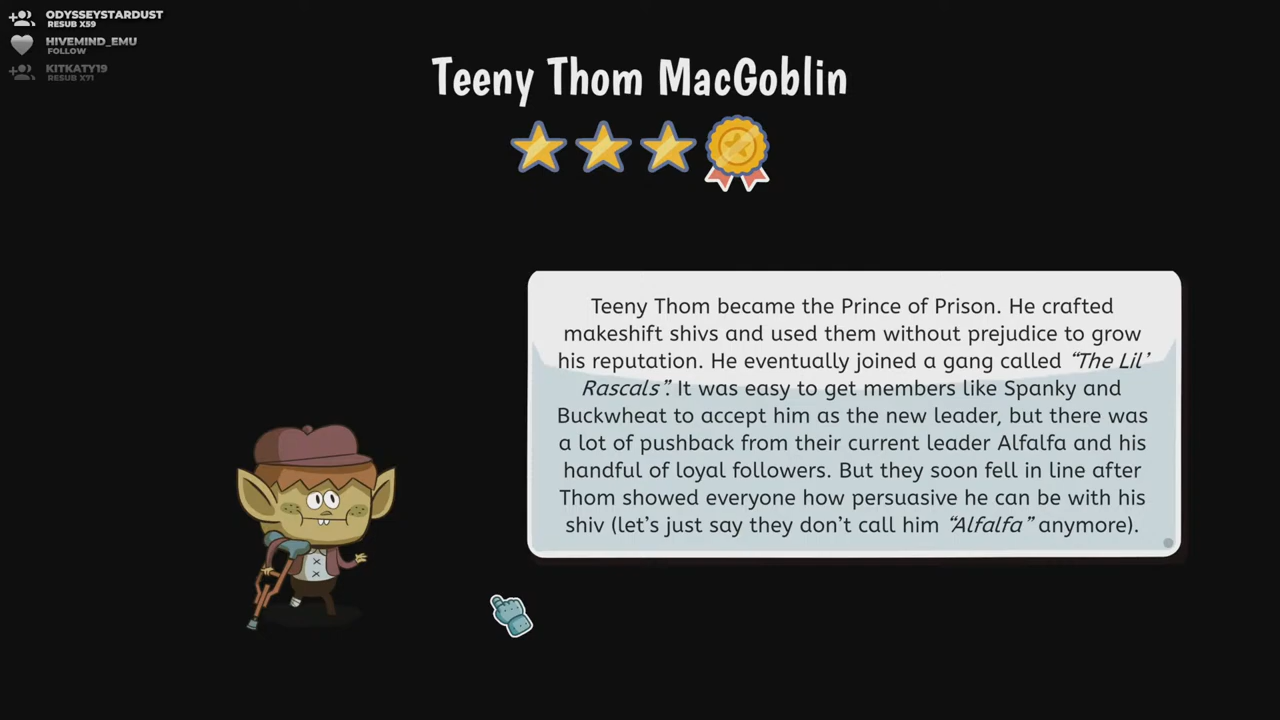 ODYSSEYSTARDUST
RESUB X59
HIVEMIND_EMU
FOLLOW
KITKATY19
RESUB X71
Teeny Thom MacGoblin
Teeny Thom became the Prince of Prison. He crafted
makeshift shivs and used them without prejudice to grow
his reputation. He eventually joined a gang called “The Lil’
Rascals”. It was easy to get members like Spanky and
Buckwheat to accept him as the new leader, but there was
a lot of pushback from their current leader Alfalfa and his
handful of loyal followers. But they soon fell in line after
Thom showed everyone how persuasive he can be with his
shiv (let’s just say they don’t call him “Alfalfa” anymore).